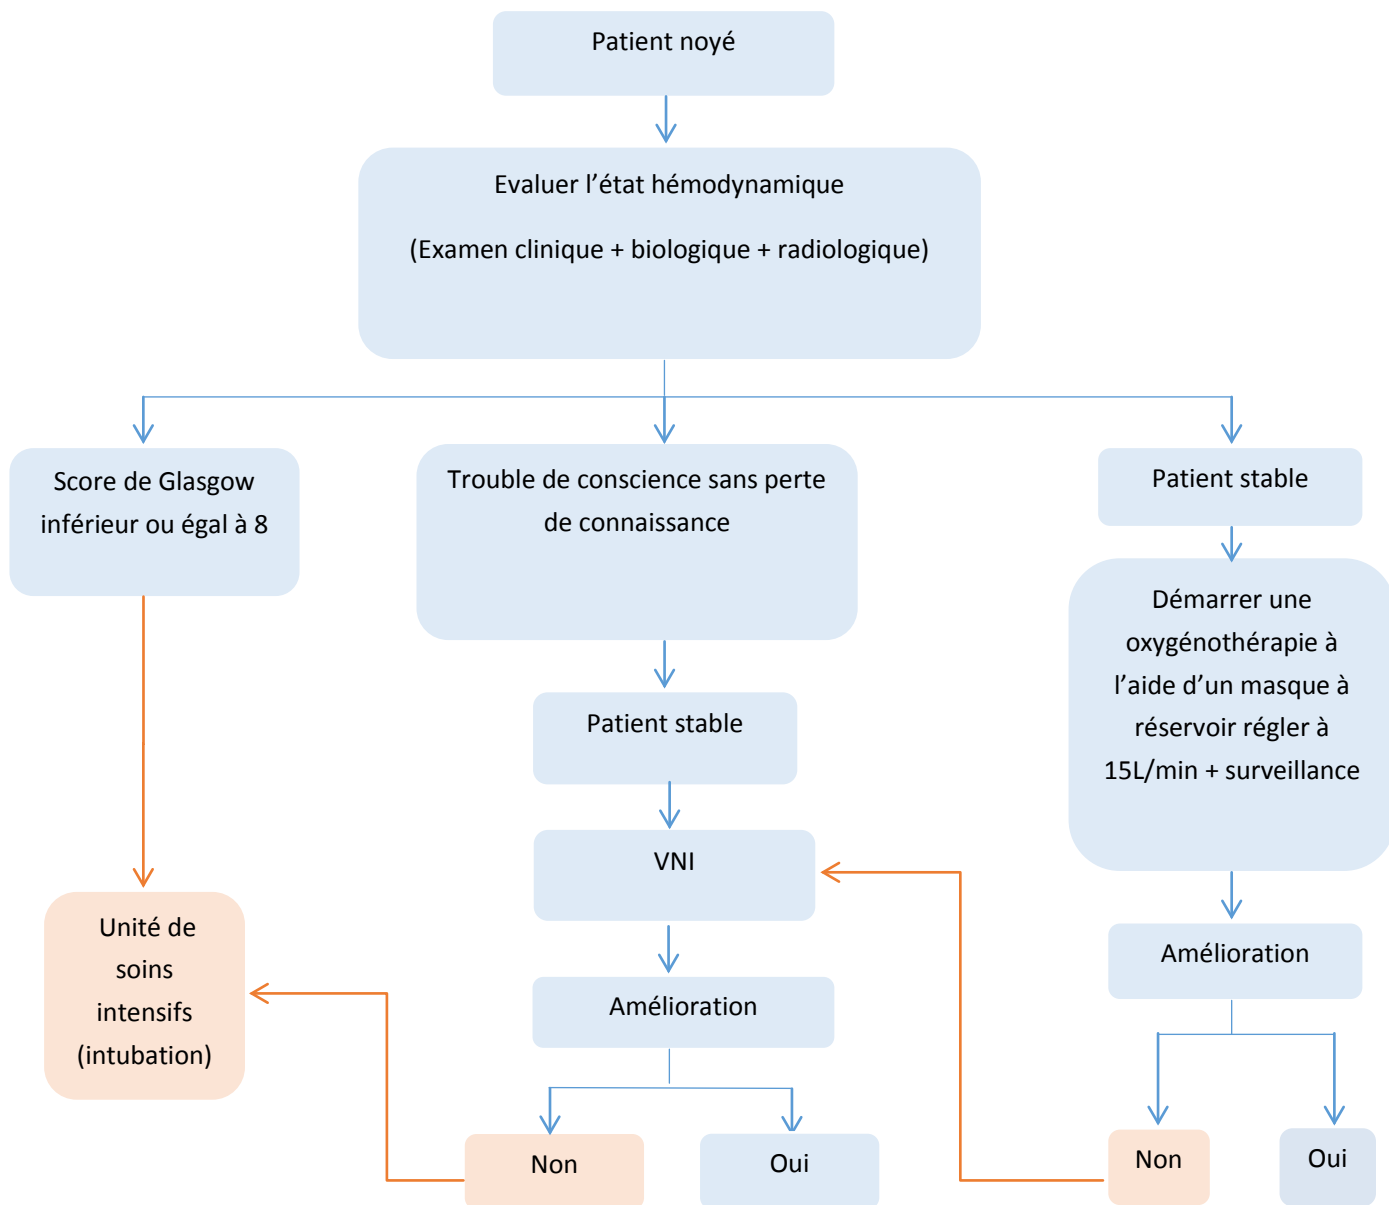 Patient noyé
Evaluer l’état hémodynamique
(Examen clinique + biologique + radiologique)
Score de Glasgow
inférieur ou égal à 8
Trouble de conscience sans perte
de connaissance
Patient stable
Démarrer une
oxygénothérapie à
l’aide d’un masque à
réservoir régler à
15L/min + surveillance
Patient stable
VNI
Unité de
soins
intensifs
(intubation)
Amélioration
Amélioration
Non
Oui
Non
Oui